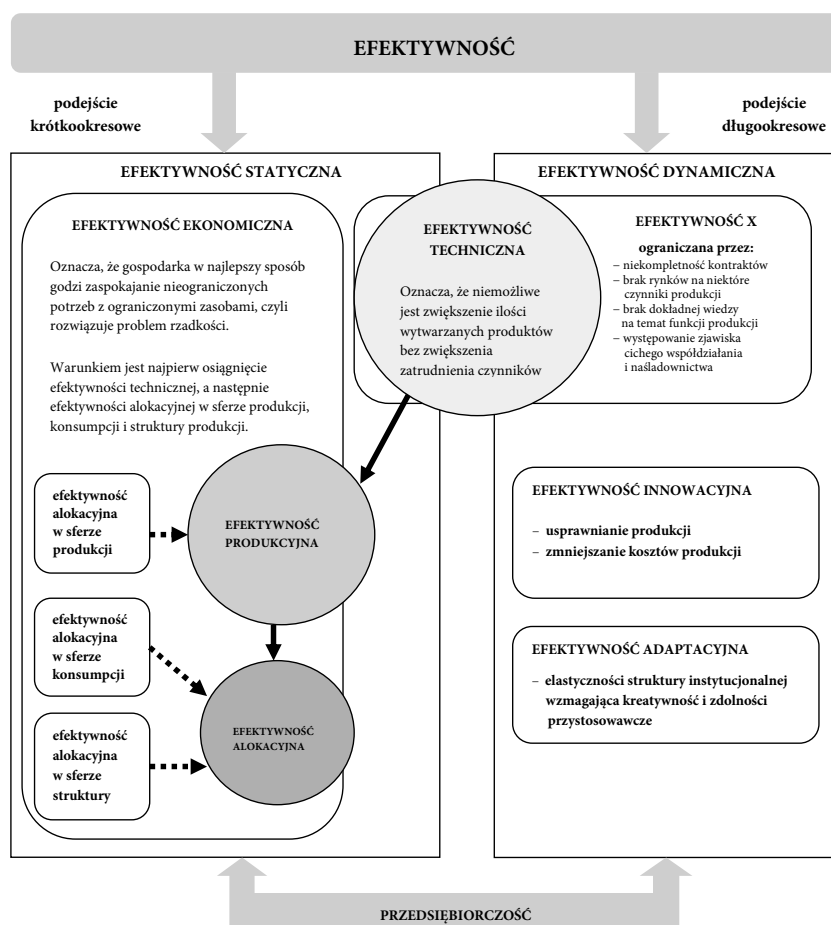 EFEKTYWNOŚĆ
podejście
krótkookresowe
podejście
długookresowe
EFEKTYWNOŚĆ STATYCZNA
EFEKTYWNOŚĆ EKONOMICZNA
Oznacza, że gospodarka w najlepszy sposób
godzi zaspokajanie nieograniczonych
potrzeb z ograniczonymi zasobami, czyli
rozwiązuje problem rzadkości.
Warunkiem jest najpierw osiągnięcie
efektywności technicznej, a następnie
efektywności alokacyjnej w sferze produkcji,
konsumpcji i struktury produkcji.
efektywność
alokacyjna
w sferze
produkcji
EFEKTYWNOŚĆ
PRODUKCYJNA
efektywność
alokacyjna
w sferze
konsumpcji
efektywność
alokacyjna
w sferze
struktury
EFEKTYWNOŚĆ
ALOKACYJNA
EFEKTYWNOŚĆ
TECHNICZNA
Oznacza, że niemożliwe
jest zwiększenie ilości
wytwarzanych produktów
bez zwiększenia
zatrudnienia czynników
EFEKTYWNOŚĆ DYNAMICZNA
EFEKTYWNOŚĆ X
ograniczana przez:
– niekompletność kontraktów
– brak rynków na niektóre
czynniki produkcji
– brak dokładnej wiedzy
na temat funkcji produkcji
– występowanie zjawiska
cichego współdziałania
i naśladownictwa
EFEKTYWNOŚĆ INNOWACYJNA
– usprawnianie produkcji
– zmniejszanie kosztów produkcji
EFEKTYWNOŚĆ ADAPTACYJNA
– elastyczności struktury instytucjonalnej
wzmagająca kreatywność i zdolności
przystosowawcze
PRZEDSIĘBIORCZOŚĆ